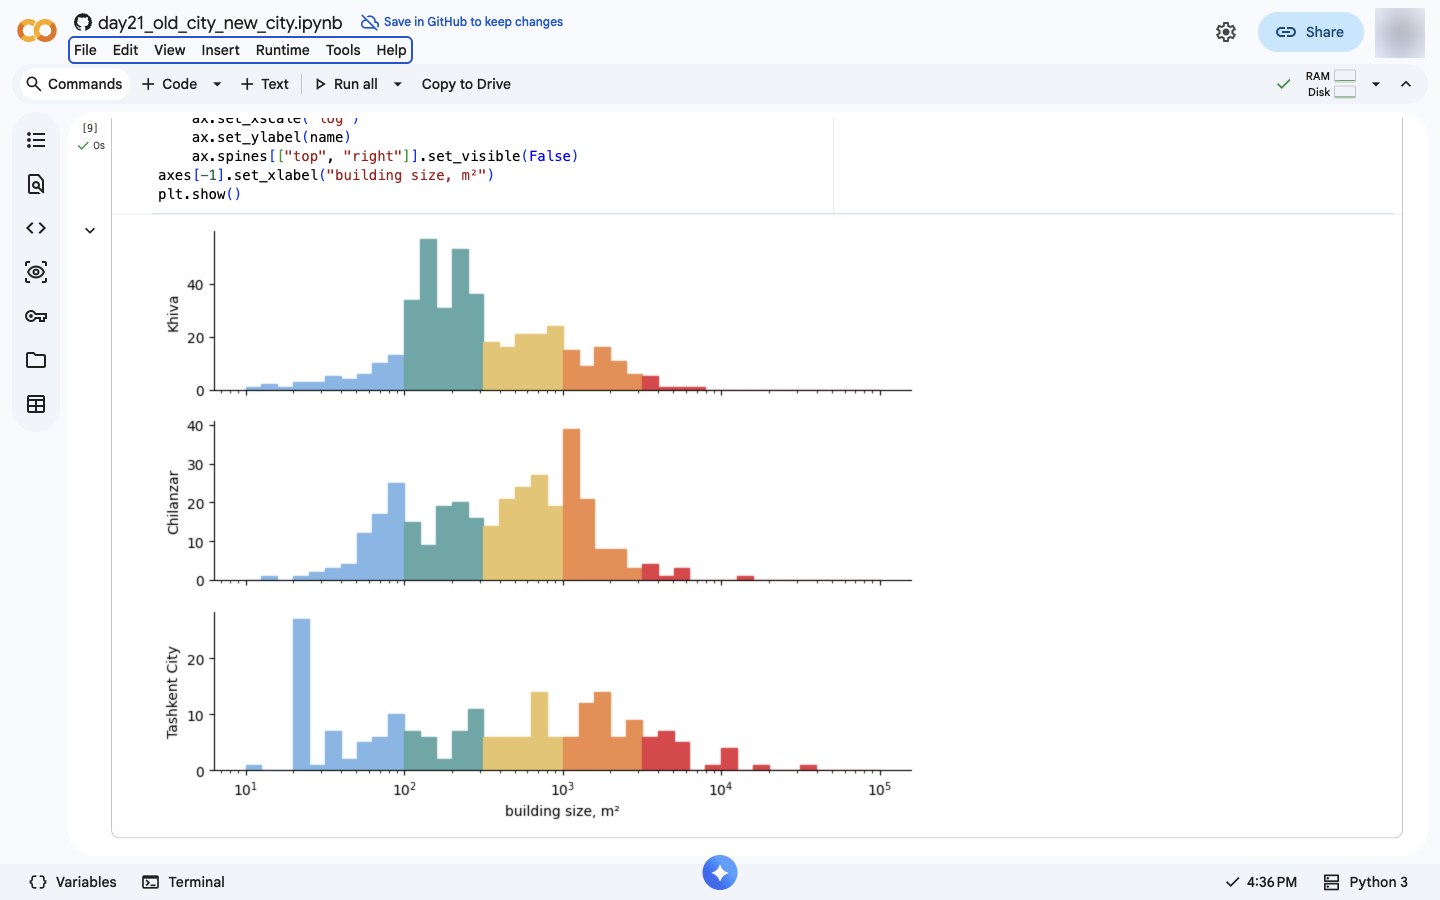 day21_old_city_new_city.ipynb
Save in GitHub to keep changes
File Edit View Insert Runtime Tools Help
Share
Commands
+ Code
+ Text
Run all
Copy to Drive
RAM
Disk
[9]
0s
ax.set_xscale("log")
ax.set_ylabel(name)
ax.spines[["top", "right"]].set_visible(False)
axes[-1].set_xlabel("building size, m²")
plt.show()
Khiva
40
20
0
Chilanzar
40
30
20
10
0
Tashkent City
20
10
0
10¹ 10² 10³ 10⁴ 10⁵
building size, m²
{} Variables
Terminal
4:36 PM
Python 3